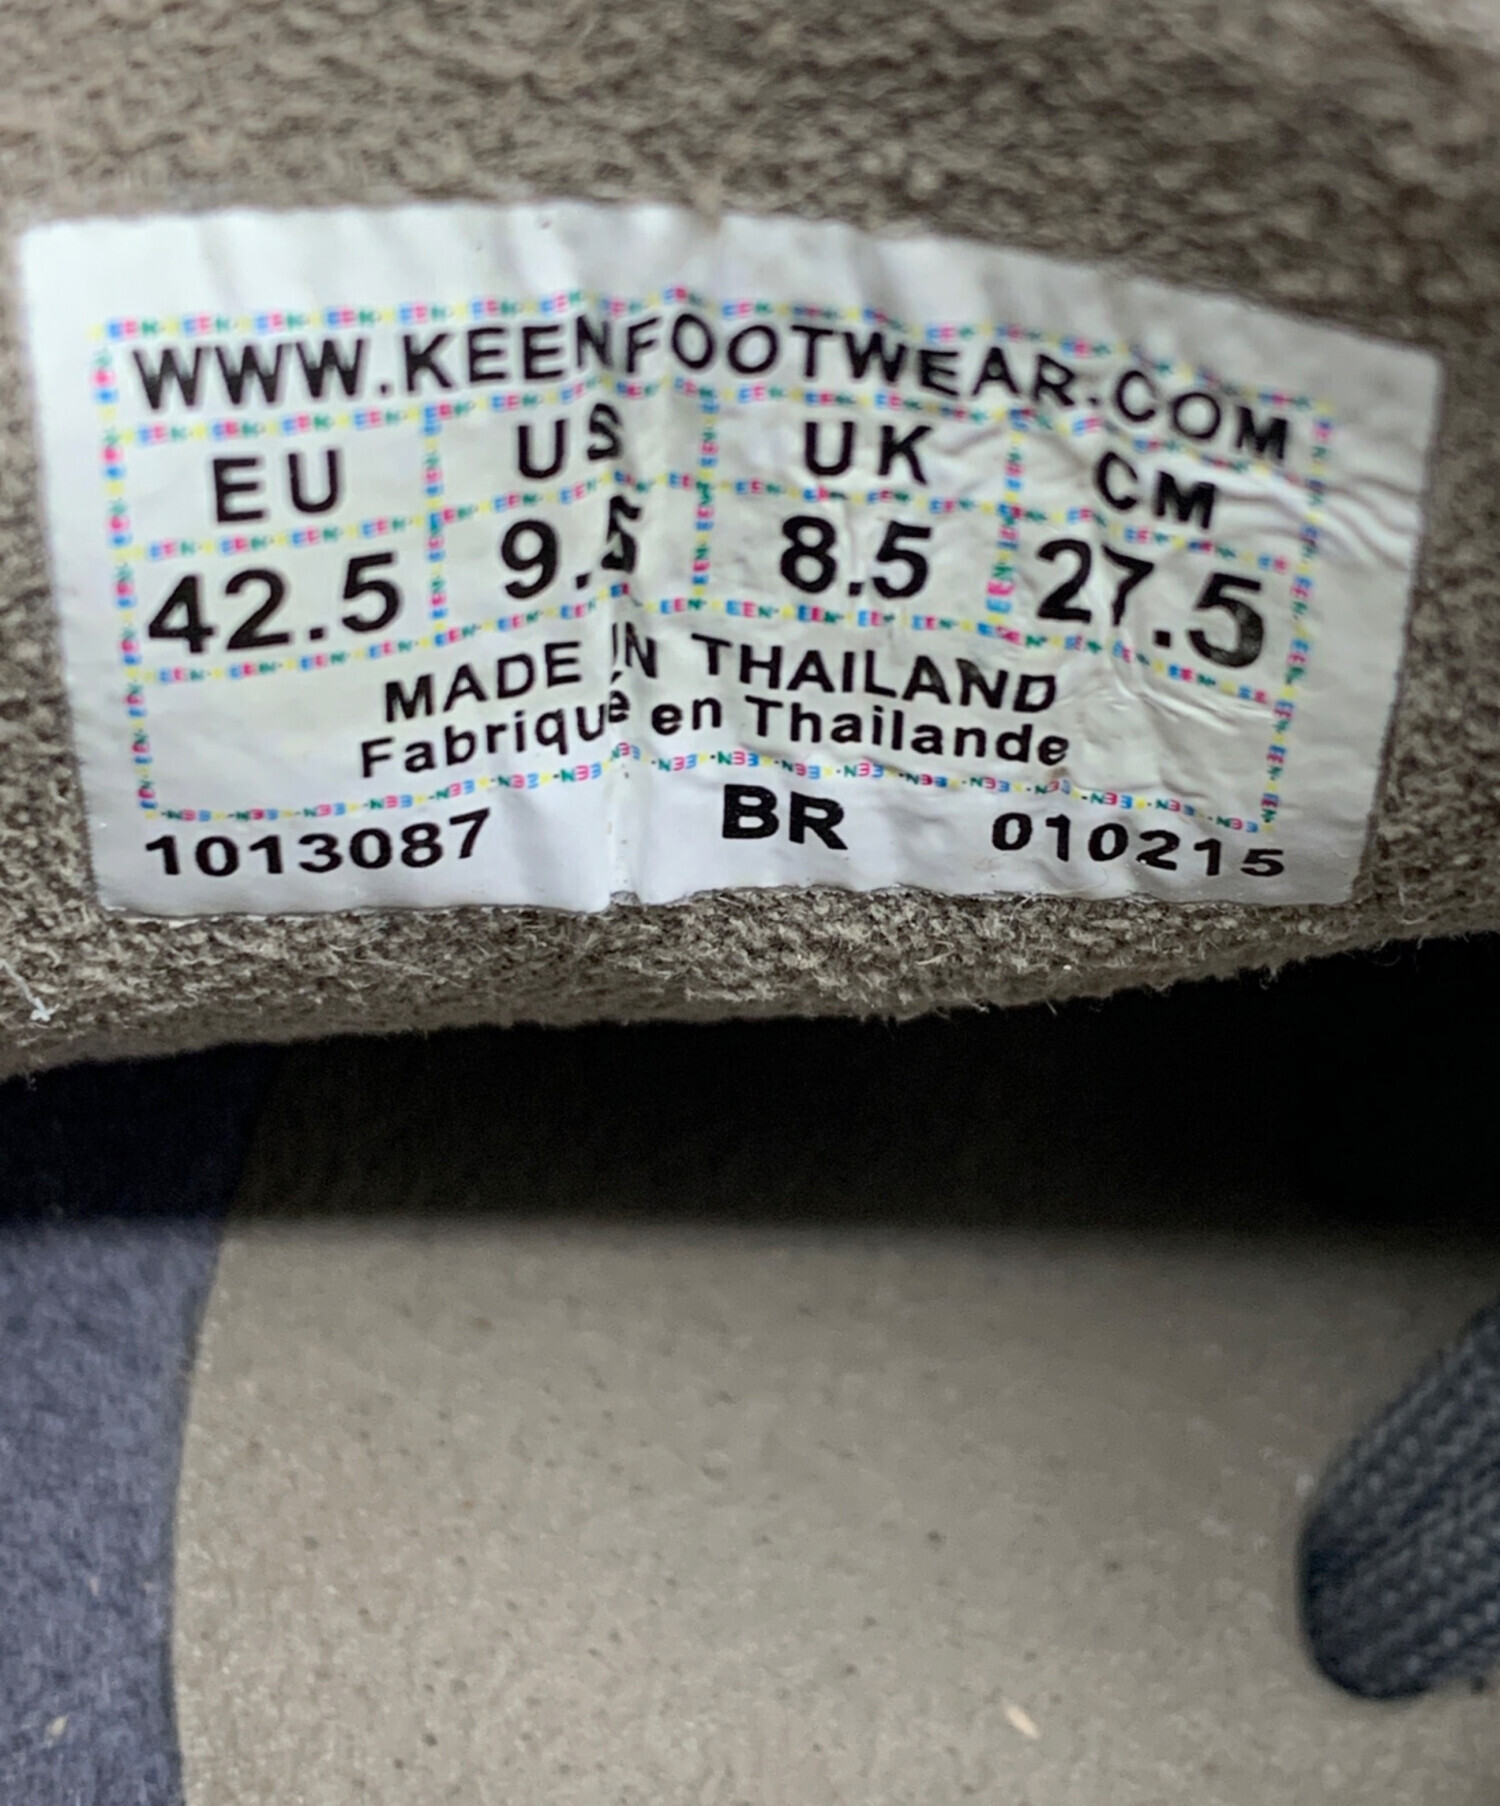 WWW.KEENFOOTWEAR.COM
EU US UK CM
42.5 9.5 8.5 27.5
MADE IN THAILAND
Fabriqué en Thailande
1013087 BR 010215